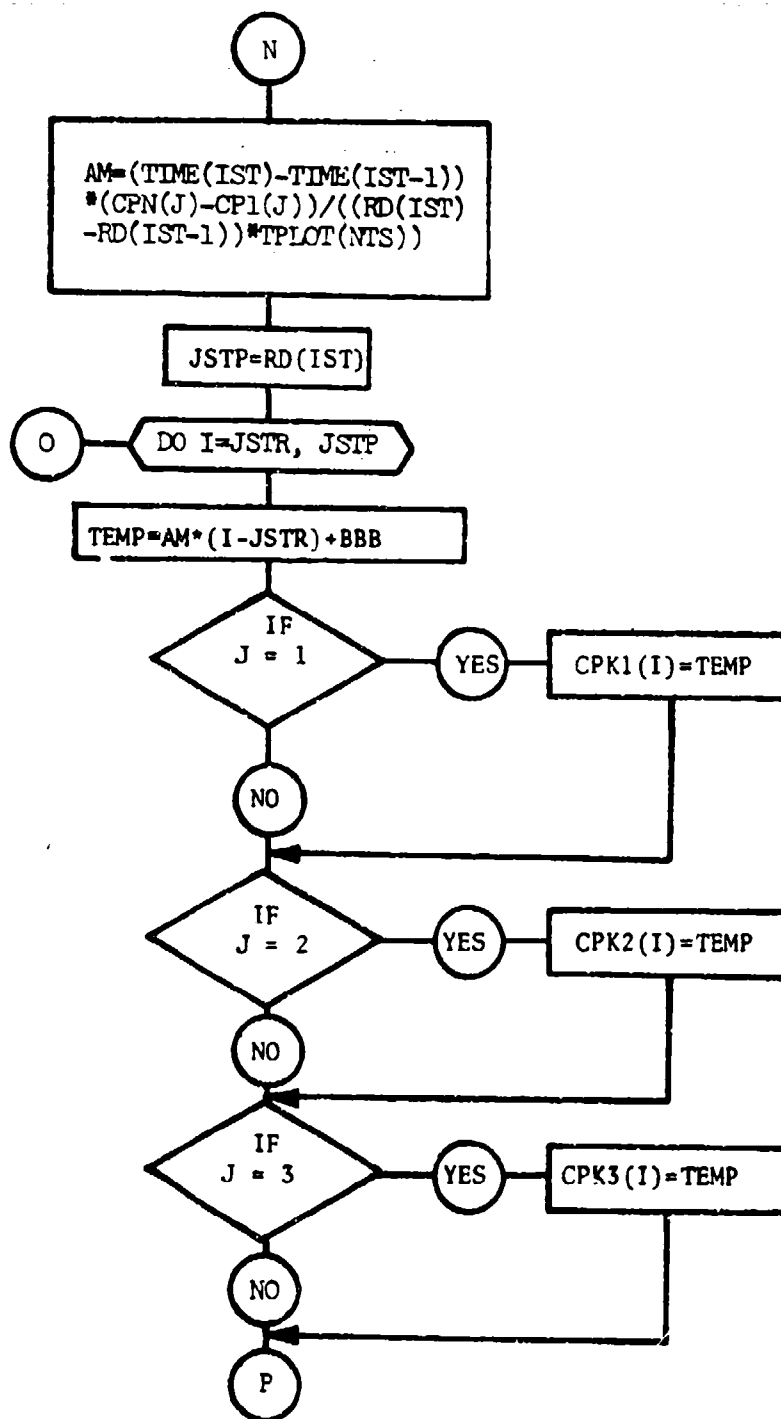 N
AM=(TIME(IST)-TIME(IST-1))
*(CPN(J)-CP1(J))/((RD(IST)
-RD(IST-1))*TPLOT(NTS))
JSTP=RD(IST)
O
DO I=JSTR, JSTP
TEMP=AM*(I-JSTR)+BBB
IF
J = 1
YES
CPK1(I)=TEMP
NO
IF
J = 2
YES
CPK2(I)=TEMP
NO
IF
J = 3
YES
CPK3(I)=TEMP
NO
P